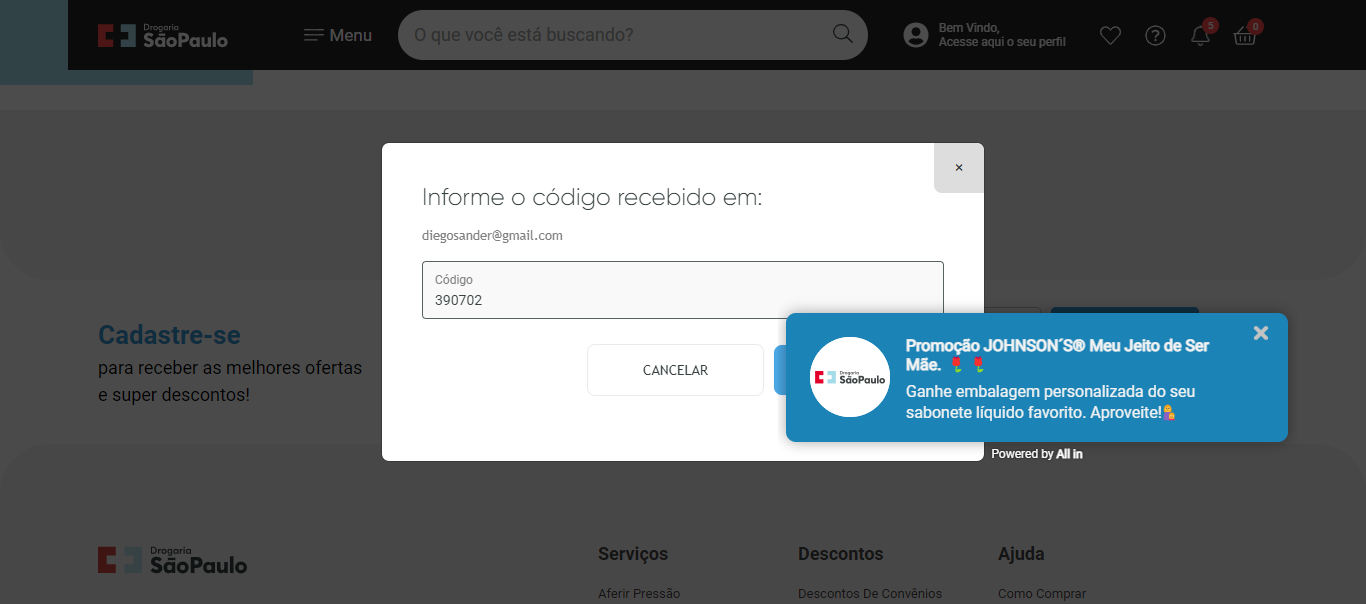 Drogaria
SãoPaulo
Menu
O que você está buscando?
Bem Vindo,
Acesse aqui o seu perfil
5
0
×
Informe o código recebido em:
diegosander@gmail.com
Código
390702
CANCELAR
Promoção JOHNSON´S® Meu Jeito de Ser
Mãe. 🌷 🌷
Ganhe embalagem personalizada do seu
sabonete líquido favorito. Aproveite!
Drogaria
SãoPaulo
Powered by All in
Cadastre-se
para receber as melhores ofertas
e super descontos!
Drogaria
SãoPaulo
Serviços
Aferir Pressão
Descontos
Descontos De Convênios
Ajuda
Como Comprar